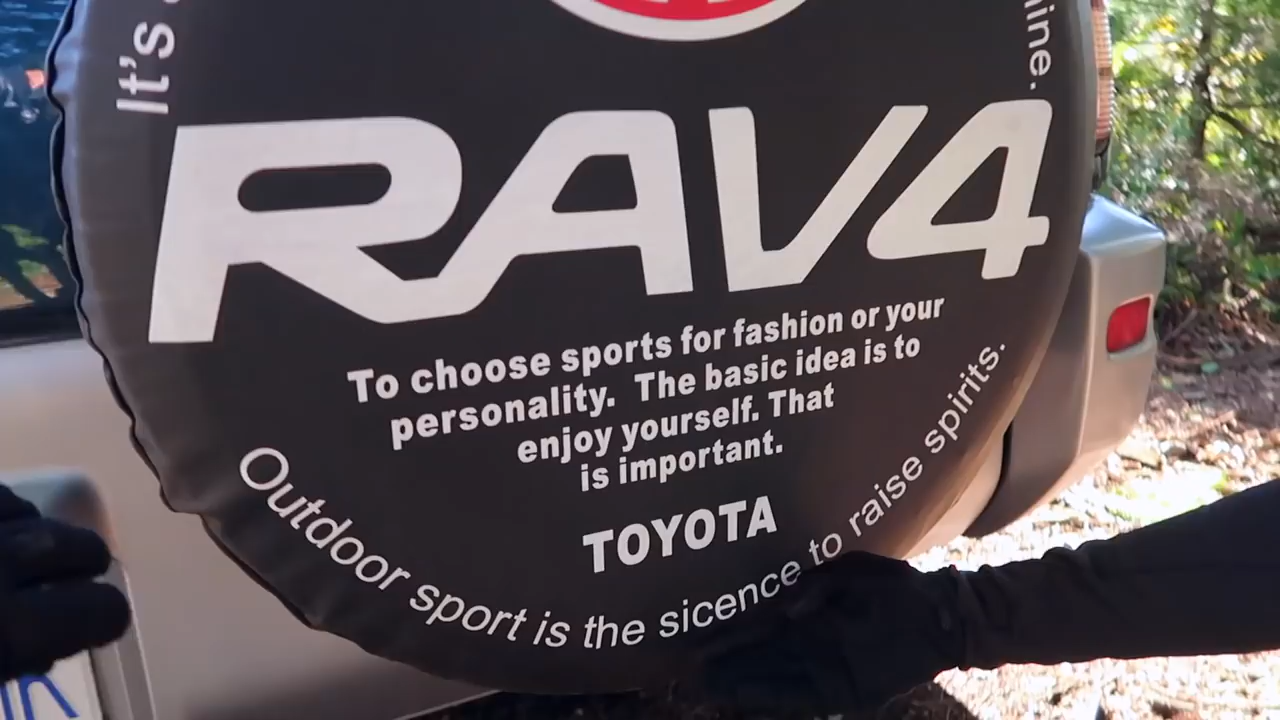 It's
RAV4
To choose sports for fashion or your
personality. The basic idea is to
enjoy yourself. That
is important.
TOYOTA
Outdoor sport is the sicence to raise spirits.